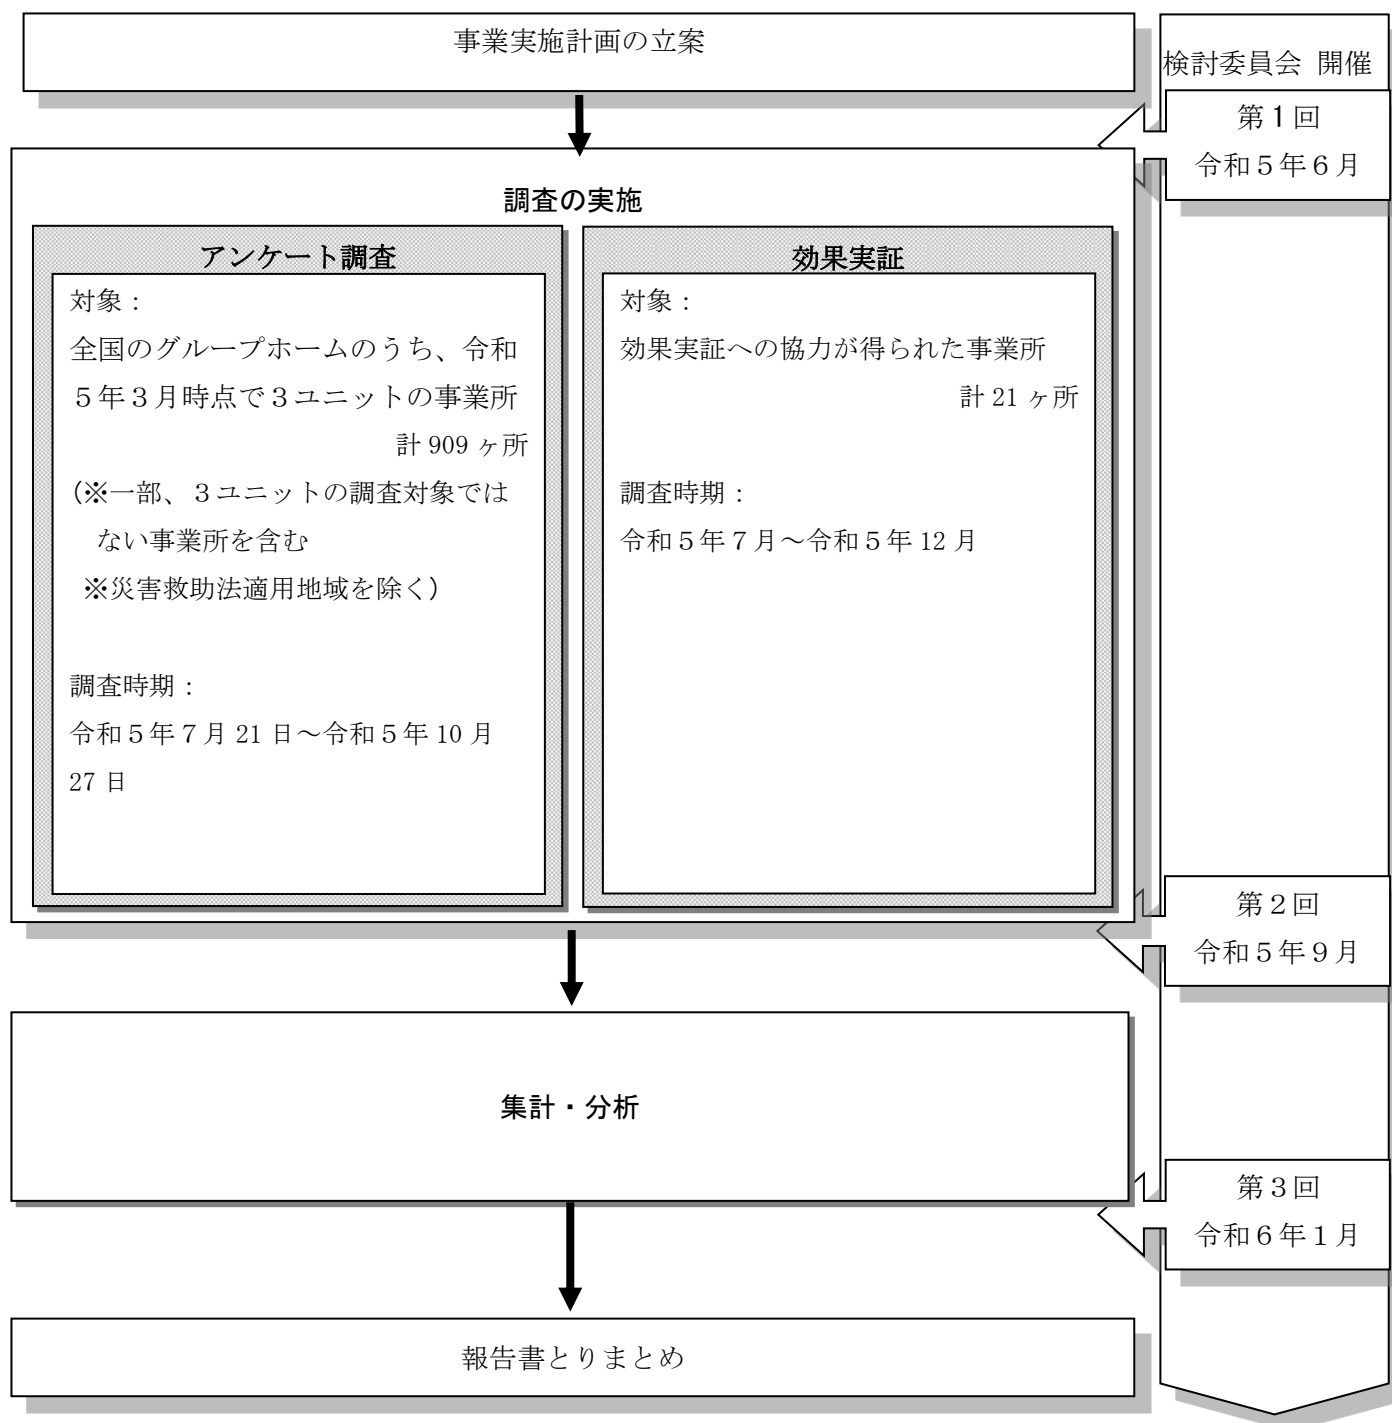 事業実施計画の立案
検討委員会 開催
第１回
令和５年６月
調査の実施
アンケート調査
対象：
全国のグループホームのうち、令和
５年３月時点で３ユニットの事業所
計 909 ヶ所
（※一部、３ユニットの調査対象では
ない事業所を含む
※災害救助法適用地域を除く）
調査時期：
令和５年７月 21 日～令和５年 10 月
27 日
効果実証
対象：
効果実証への協力が得られた事業所
計 21 ヶ所
調査時期：
令和５年７月～令和５年 12 月
第２回
令和５年９月
集計・分析
第３回
令和６年１月
報告書とりまとめ